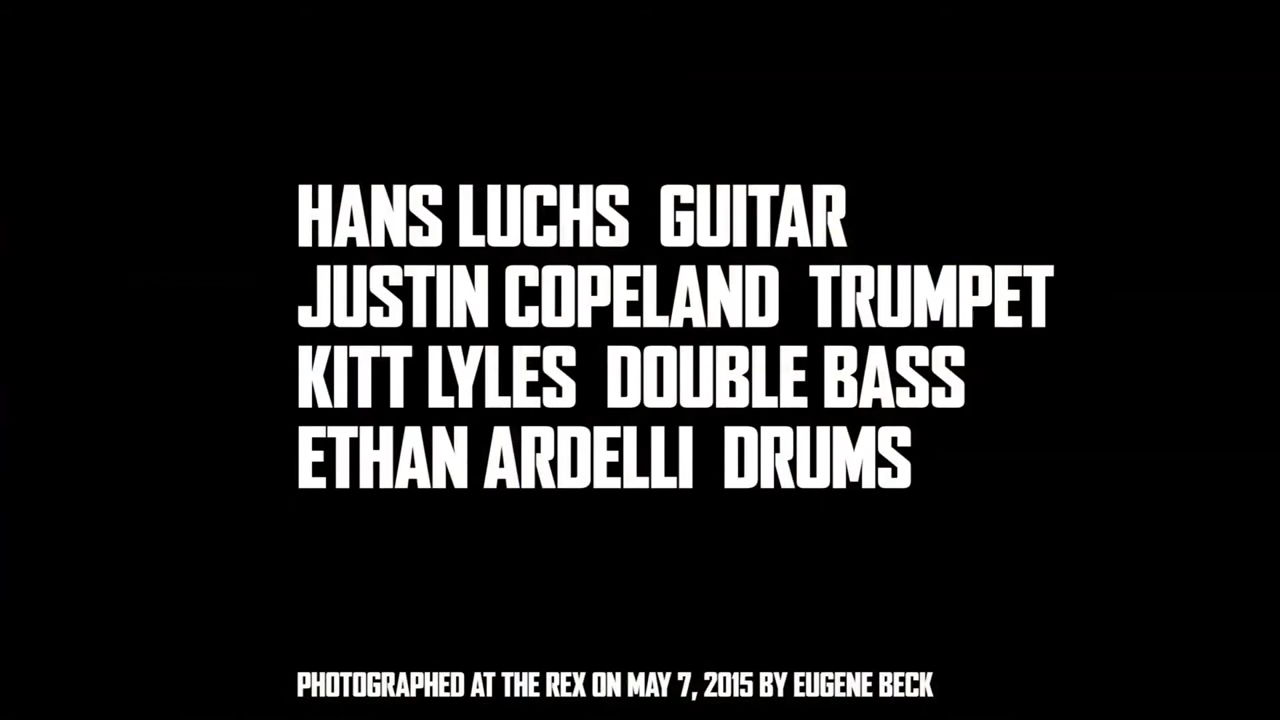 HANS LUCHS GUITAR
JUSTIN COPELAND TRUMPET
KITT LYLES DOUBLE BASS
ETHAN ARDELLI DRUMS
PHOTOGRAPHED AT THE REX ON MAY 7, 2015 BY EUGENE BECK